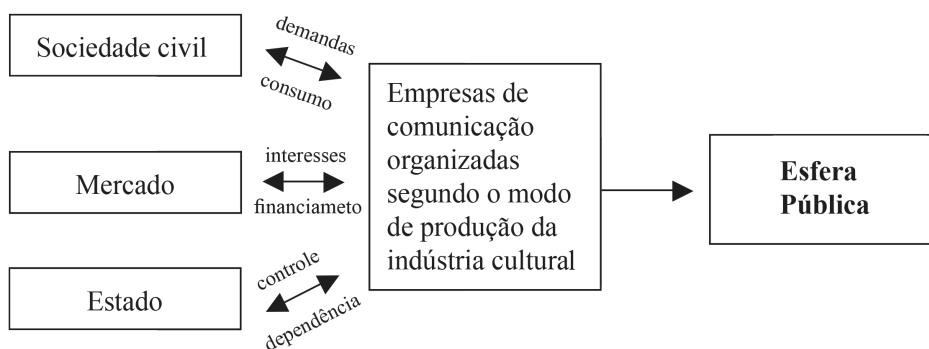 Sociedade civil
demandas
consumo
Mercado
interesses
financiameto
Estado
controle
dependência
Empresas de
comunicação
organizadas
segundo o modo
de produção da
indústria cultural
Esfera
Pública